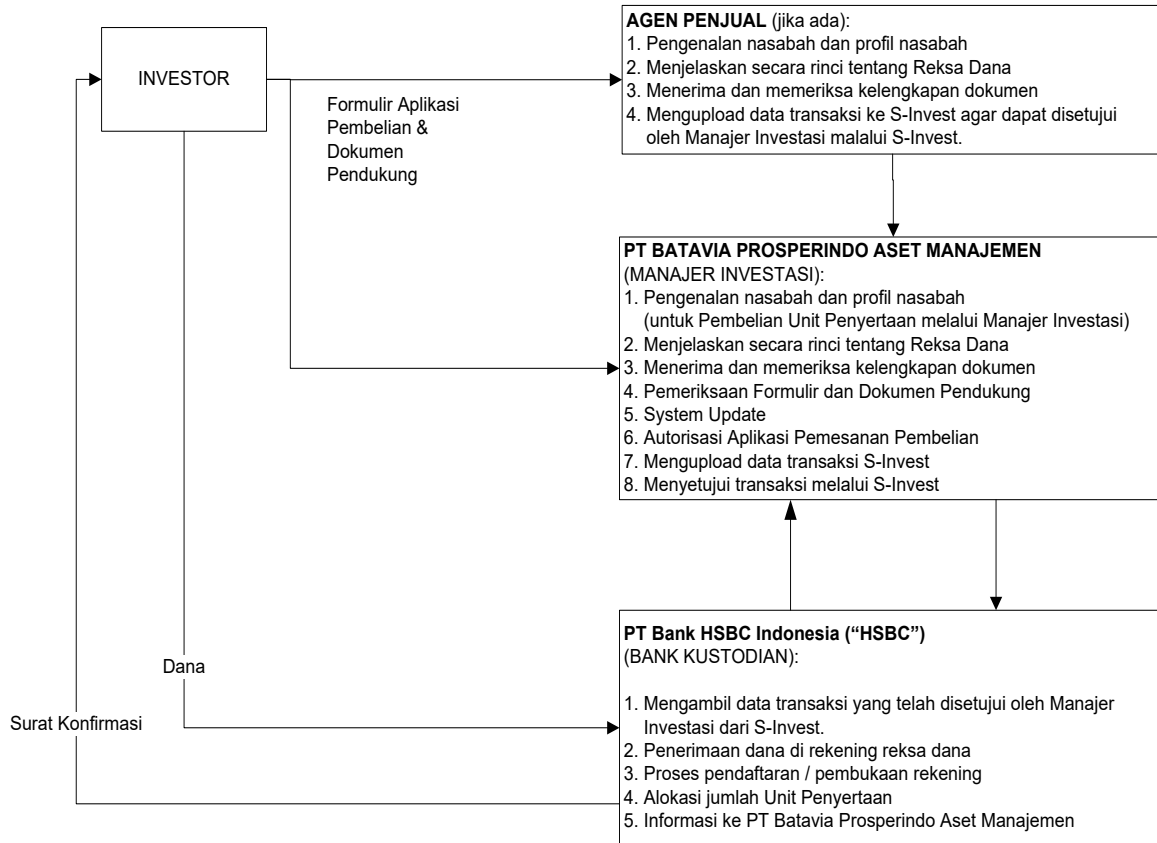 INVESTOR
Formulir Aplikasi
Pembelian &
Dokumen
Pendukung
AGEN PENJUAL (jika ada):
1. Pengenalan nasabah dan profil nasabah
2. Menjelaskan secara rinci tentang Reksa Dana
3. Menerima dan memeriksa kelengkapan dokumen
4. Mengupload data transaksi ke S-Invest agar dapat disetujui
oleh Manajer Investasi malalui S-Invest.
PT BATAVIA PROSPERINDO ASET MANAJEMEN
(MANAJER INVESTASI):
1. Pengenalan nasabah dan profil nasabah
(untuk Pembelian Unit Penyertaan melalui Manajer Investasi)
2. Menjelaskan secara rinci tentang Reksa Dana
3. Menerima dan memeriksa kelengkapan dokumen
4. Pemeriksaan Formulir dan Dokumen Pendukung
5. System Update
6. Autorisasi Aplikasi Pemesanan Pembelian
7. Mengupload data transaksi S-Invest
8. Menyetujui transaksi melalui S-Invest
Dana
Surat Konfirmasi
PT Bank HSBC Indonesia (“HSBC”)
(BANK KUSTODIAN):
1. Mengambil data transaksi yang telah disetujui oleh Manajer
Investasi dari S-Invest.
2. Penerimaan dana di rekening reksa dana
3. Proses pendaftaran / pembukaan rekening
4. Alokasi jumlah Unit Penyertaan
5. Informasi ke PT Batavia Prosperindo Aset Manajemen